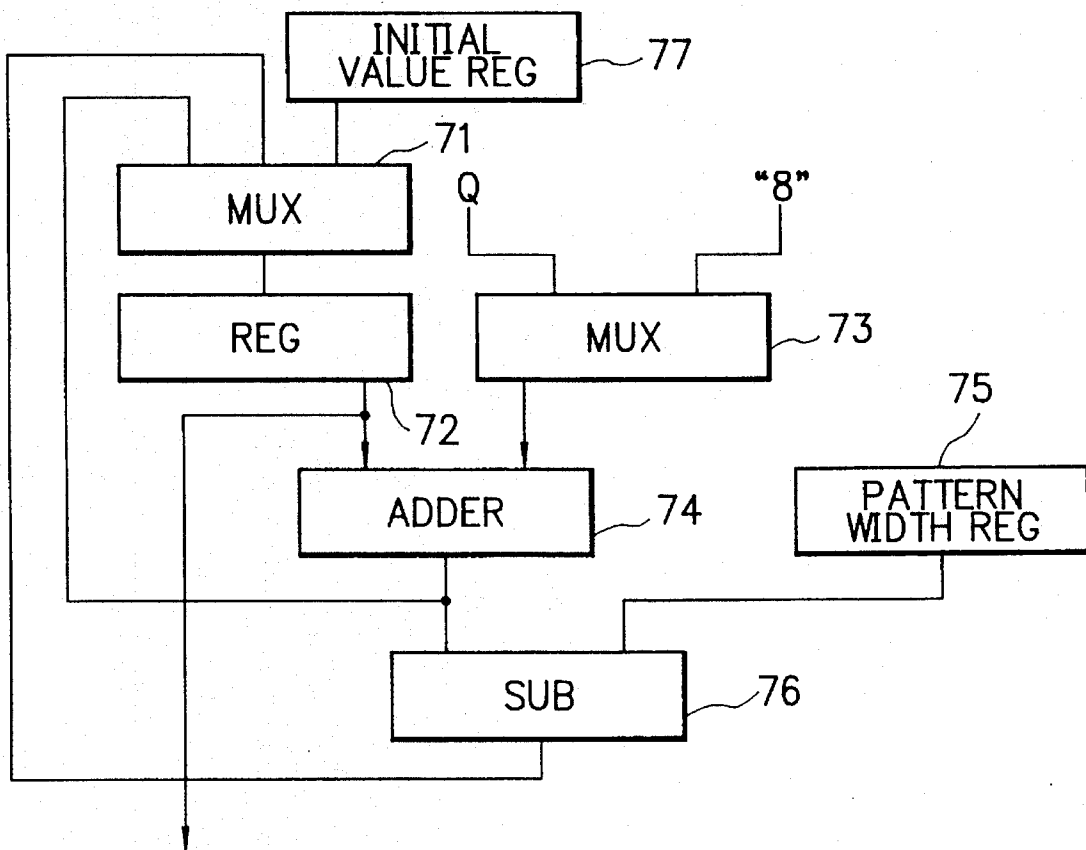 INITIAL
VALUE REG
77
71
MUX
Q
"8"
REG
MUX
73
72
75
ADDER
74
PATTERN
WIDTH REG
SUB
76